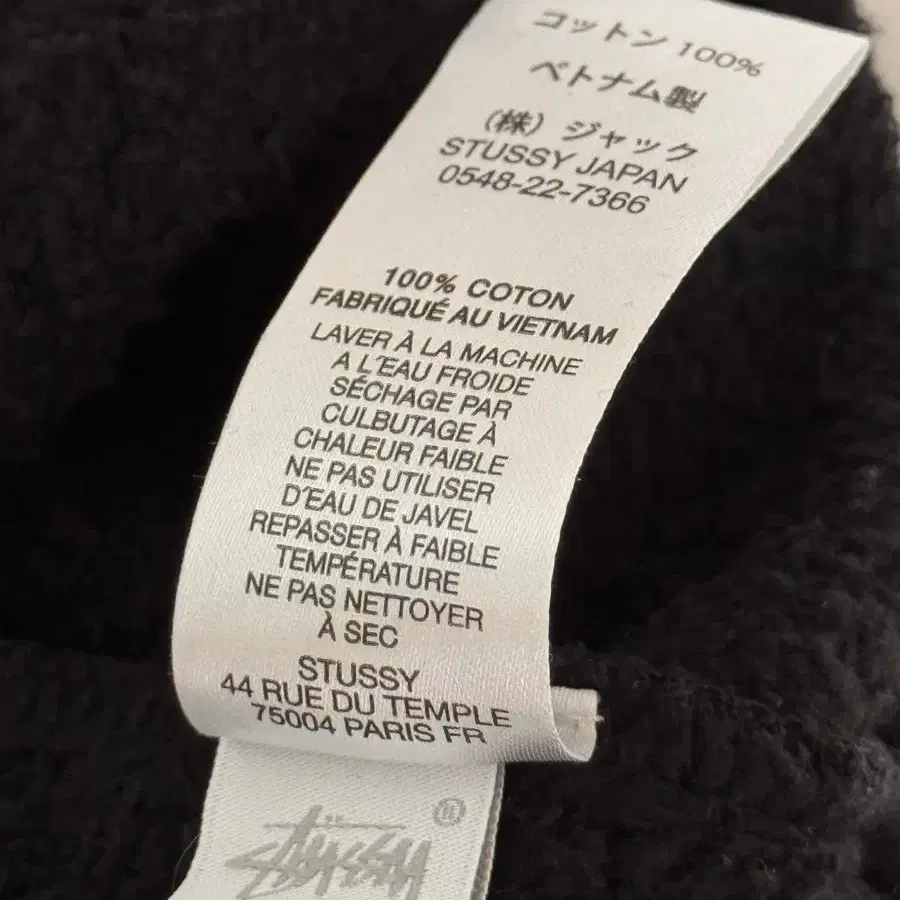 コットン 100%
ベトナム製
(株) ジャック
STUSSY JAPAN
0548-22-7366
100% COTON
FABRIQUÉ AU VIETNAM
LAVER À LA MACHINE
A L'EAU FROIDE
SÉCHAGE PAR
CULBUTAGE À
CHALEUR FAIBLE
NE PAS UTILISER
D'EAU DE JAVEL
REPASSER À FAIBLE
TEMPÉRATURE
NE PAS NETTOYER
À SEC
STUSSY
44 RUE DU TEMPLE
75004 PARIS FR
Stüssy ®